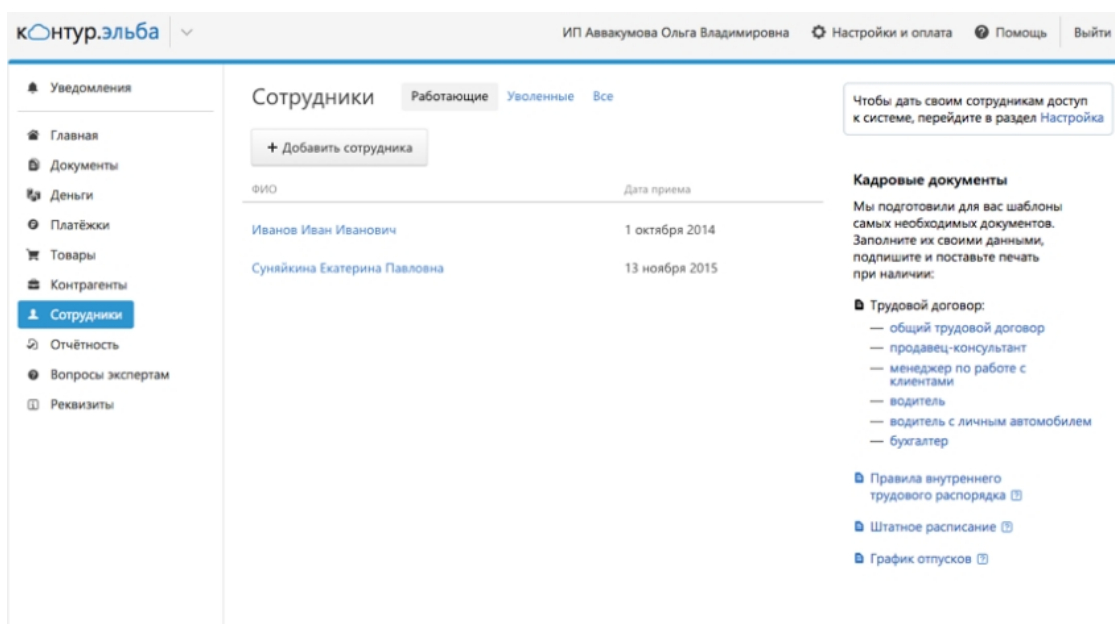 контур.эльба
ИП Аввакумова Ольга Владимировна
Настройки и оплата
Помощь
Выйти
Уведомления
Главная
Документы
Деньги
Платёжки
Товары
Контрагенты
Сотрудники
Отчётность
Вопросы экспертам
Реквизиты
Сотрудники
Работающие
Уволенные
Все
+ Добавить сотрудника
ФИО
Дата приема
Иванов Иван Иванович
1 октября 2014
Суняйкина Екатерина Павловна
13 ноября 2015
Чтобы дать своим сотрудникам доступ
к системе, перейдите в раздел Настройка
Кадровые документы
Мы подготовили для вас шаблоны
самых необходимых документов.
Заполните их своими данными,
подпишите и поставьте печать
при наличии:
Трудовой договор:
— общий трудовой договор
— продавец-консультант
— менеджер по работе с
клиентами
— водитель
— водитель с личным автомобилем
— бухгалтер
Правила внутреннего
трудового распорядка ?
Штатное расписание ?
График отпусков ?